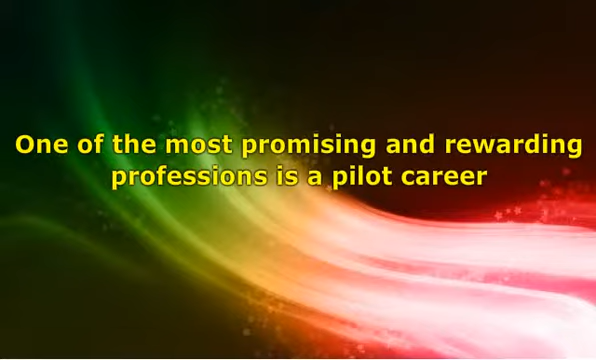 One of the most promising and rewarding
professions is a pilot career